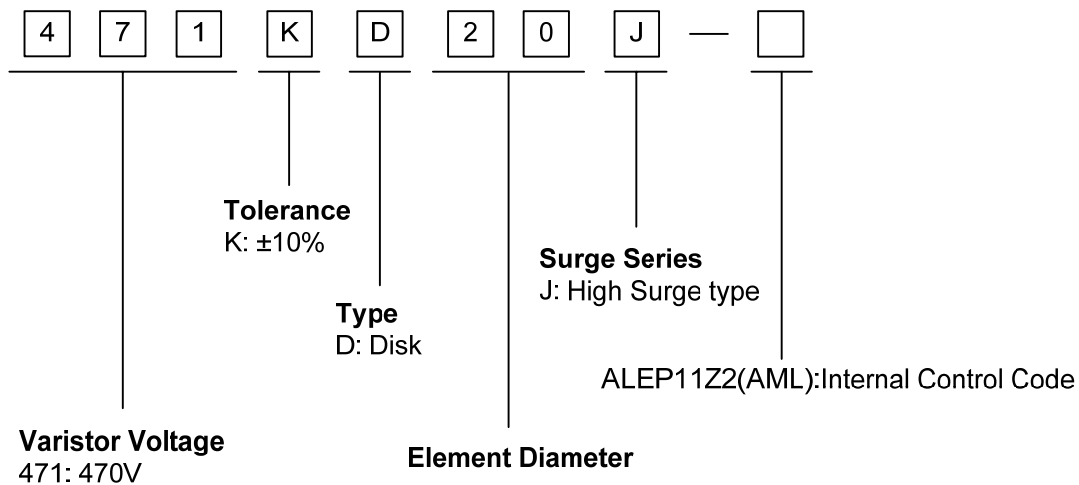 4 7 1 K D 2 0 J —
Tolerance
K: ±10%
Surge Series
J: High Surge type
Type
D: Disk
ALEP11Z2(AML):Internal Control Code
Varistor Voltage
471: 470V
Element Diameter